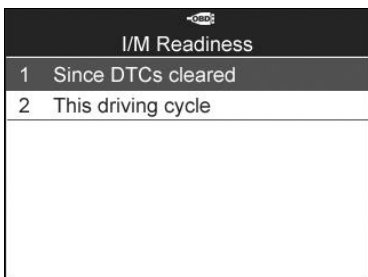 OBD
I/M Readiness
1 Since DTCs cleared
2 This driving cycle